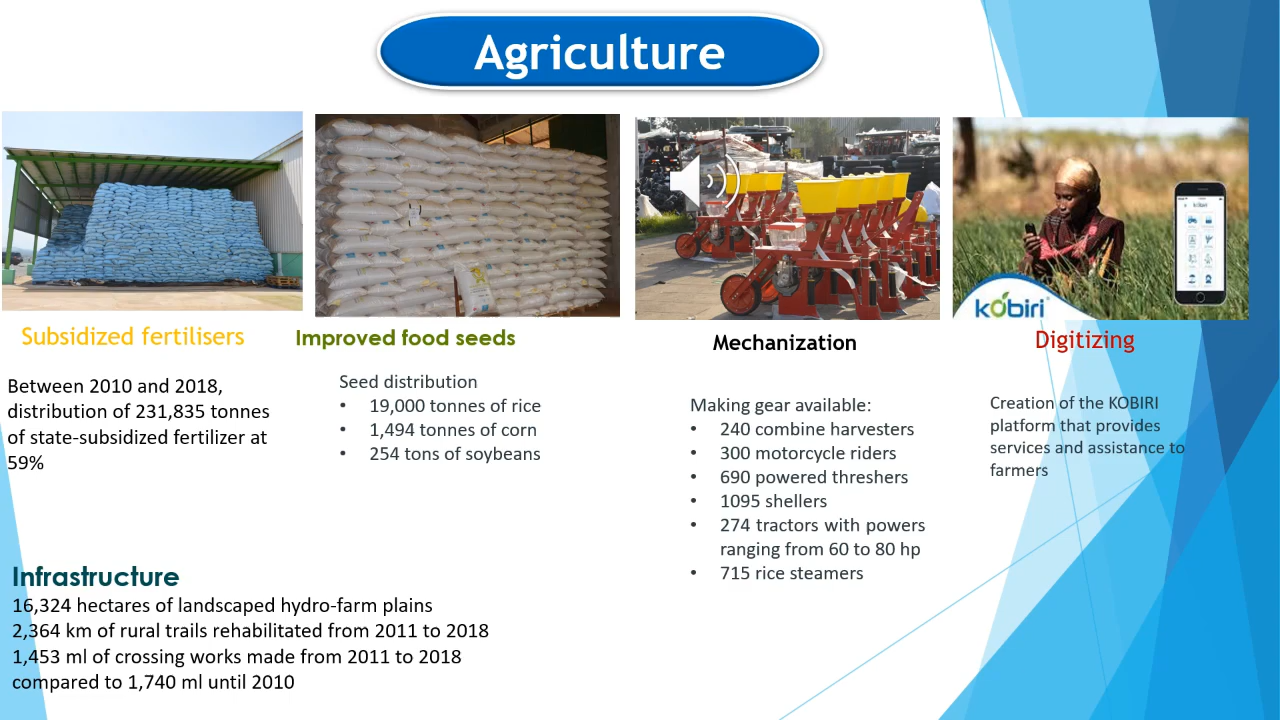 Agriculture
kobiri
kobiri
Subsidized fertilisers
Between 2010 and 2018,
distribution of 231,835 tonnes
of state-subsidized fertilizer at
59%
Improved food seeds
Seed distribution
• 19,000 tonnes of rice
• 1,494 tonnes of corn
• 254 tons of soybeans
Mechanization
Making gear available:
• 240 combine harvesters
• 300 motorcycle riders
• 690 powered threshers
• 1095 shellers
• 274 tractors with powers
ranging from 60 to 80 hp
• 715 rice steamers
Digitizing
Creation of the KOBIRI
platform that provides
services and assistance to
farmers
Infrastructure
16,324 hectares of landscaped hydro-farm plains
2,364 km of rural trails rehabilitated from 2011 to 2018
1,453 ml of crossing works made from 2011 to 2018
compared to 1,740 ml until 2010